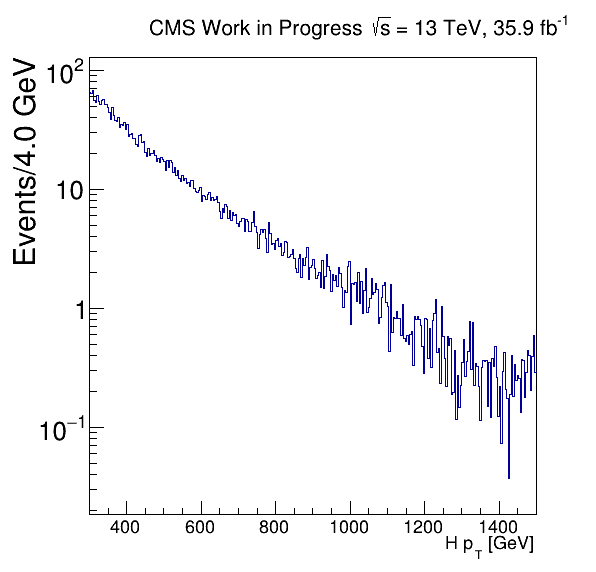 CMS Work in Progress √s = 13 TeV, 35.9 fb⁻¹
Events/4.0 GeV
10²
10
1
10⁻¹
400 600 800 1000 1200 1400
H p_T [GeV]